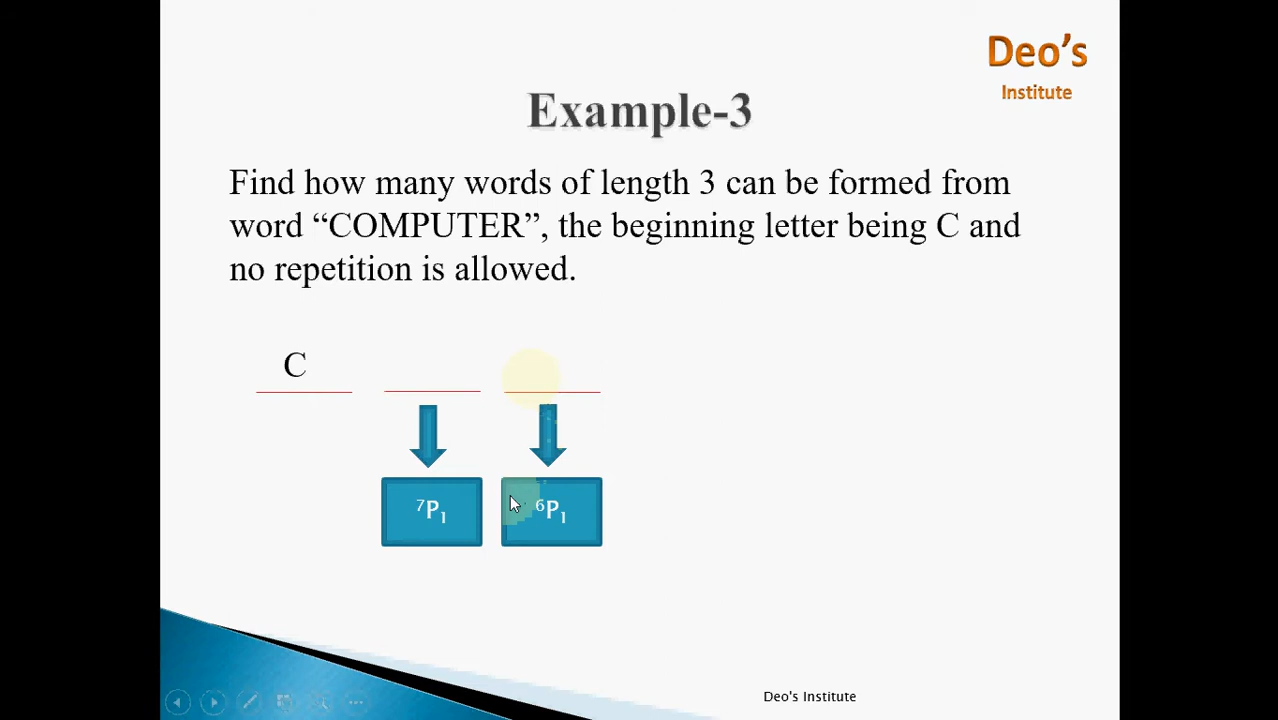 Deo's
Institute
Example-3
Find how many words of length 3 can be formed from
word “COMPUTER”, the beginning letter being C and
no repetition is allowed.
C
⁷P₁ ⁶P₁
Deo's Institute